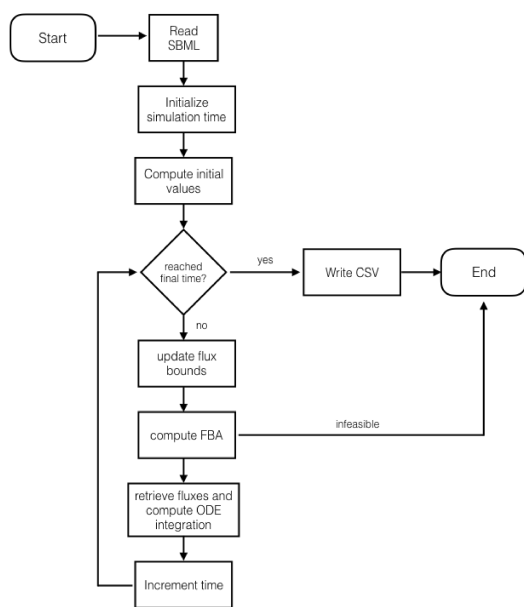 Start
Read
SBML
Initialize
simulation time
Compute initial
values
reached
final time?
yes
Write CSV
End
no
update flux
bounds
compute FBA
infeasible
retrieve fluxes and
compute ODE
integration
Increment time